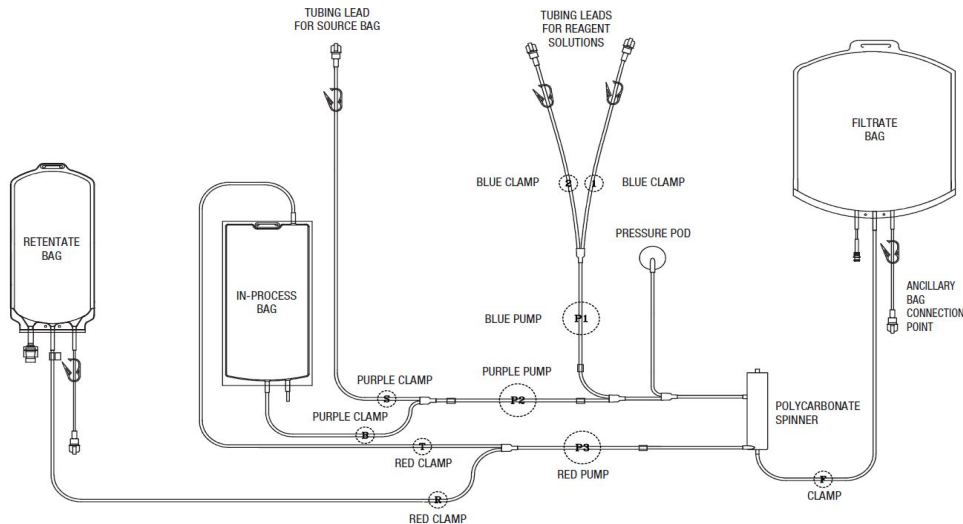 TUBING LEAD
FOR SOURCE BAG
TUBING LEADS
FOR REAGENT
SOLUTIONS
FILTRATE
BAG
BLUE CLAMP
2
1
BLUE CLAMP
RETENTATE
BAG
PRESSURE POD
IN-PROCESS
BAG
ANCILLARY
BAG
CONNECTION
POINT
BLUE PUMP
P1
PURPLE CLAMP
S
PURPLE PUMP
P2
POLYCARBONATE
SPINNER
PURPLE CLAMP
B
T
RED CLAMP
P3
RED PUMP
F
CLAMP
R
RED CLAMP